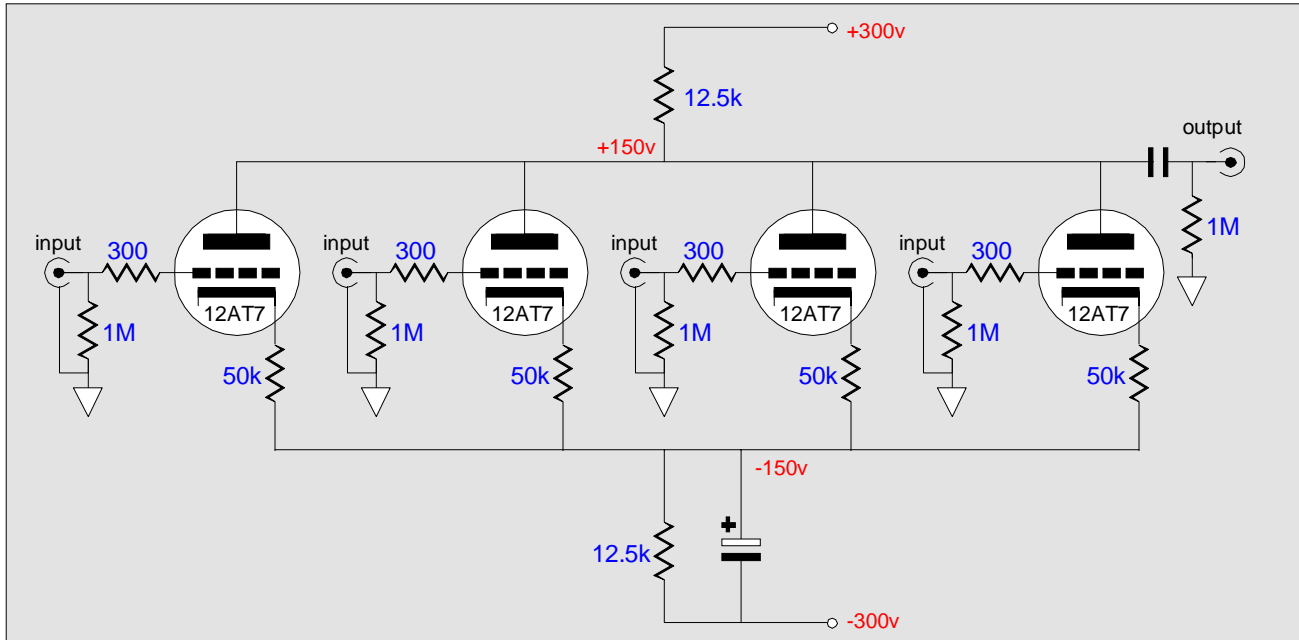 +300v
12.5k
+150v
output
1M
input
300
12AT7
1M
50k
input
300
12AT7
1M
50k
input
300
12AT7
1M
50k
input
300
12AT7
1M
50k
-150v
+
12.5k
-300v